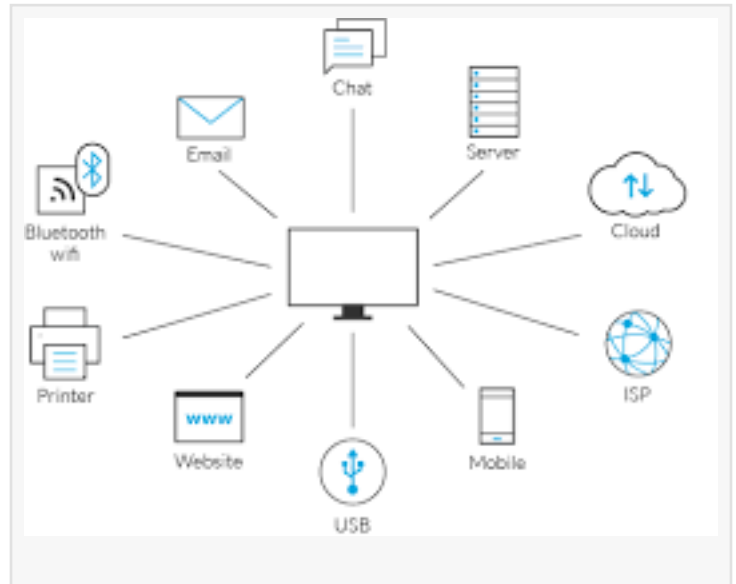 Chat
Email
Server
Bluetooth
wifi
Cloud
Printer
ISP
www
Website
Mobile
USB